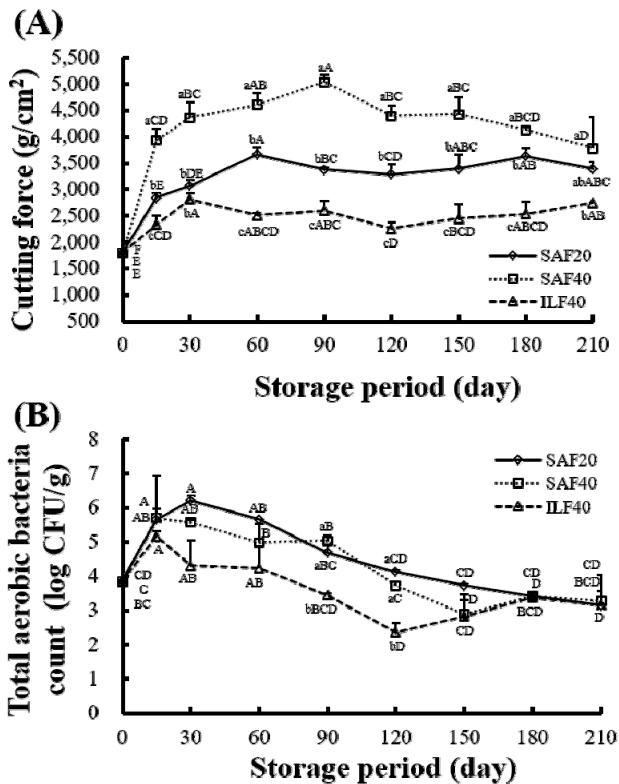 (A)
Cutting force (g/cm²)
5,500
5,000
4,500
4,000
3,500
3,000
2,500
2,000
1,500
1,000
500
aCD
aBC
aAB
aA
aBC
aBC
aBCD
aD
bE
bDE
bA
bBC
bCD
bABC
bAB
abABC
cCD
bA
cABCD
cABC
cD
cBCD
cABCD
bAB
E
E
SAF20
SAF40
ILF40
0 30 60 90 120 150 180 210
Storage period (day)
(B)
Total aerobic bacteria
count (log CFU/g)
8
7
6
5
4
3
2
1
0
SAF20
SAF40
ILF40
A
AB
A
CD
C
BC
A
AB
AB
AB
B
AB
aB
aBC
bBCD
aCD
aC
bD
CD
D
CD
CD
D
BCD
CD
BCD
D
0 30 60 90 120 150 180 210
Storage period (day)